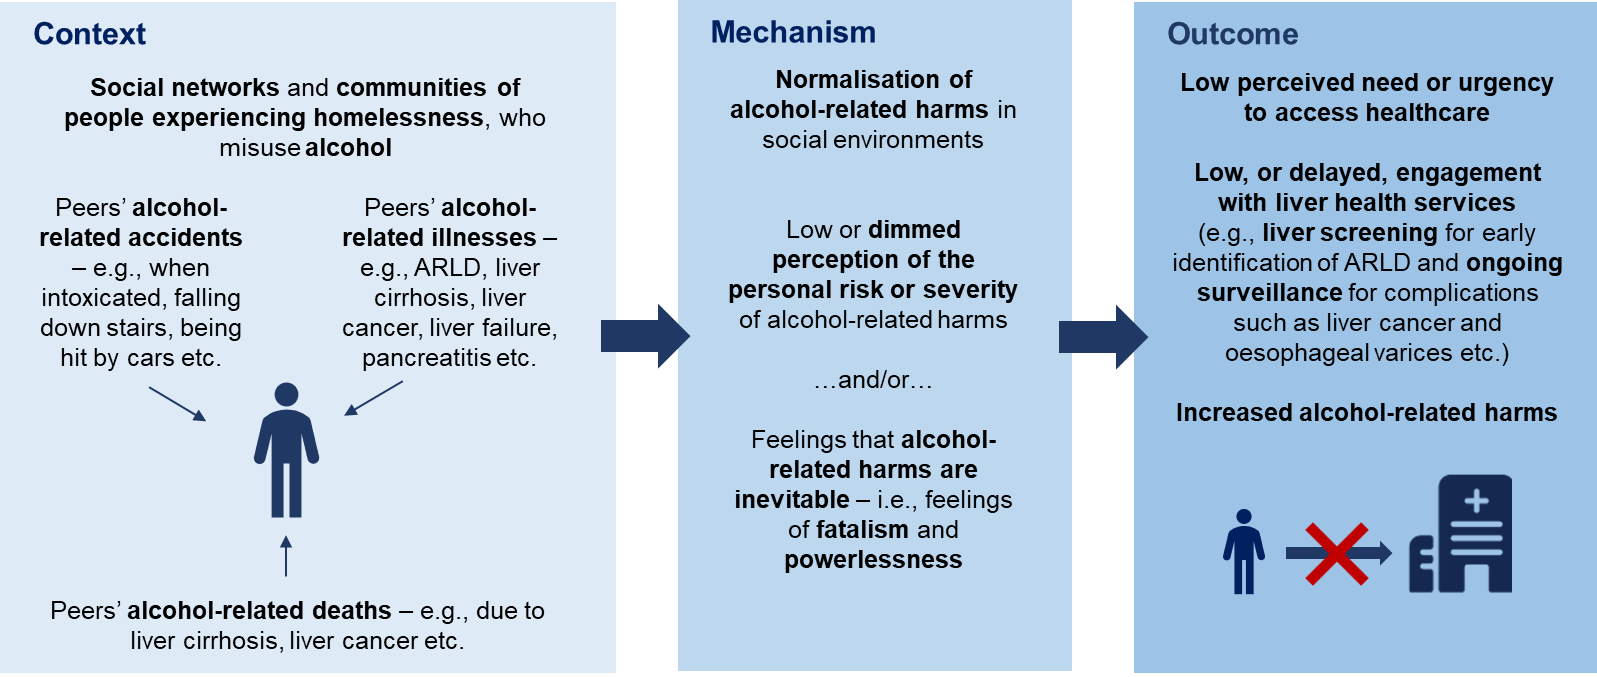 Context
Social networks and communities of
people experiencing homelessness, who
misuse alcohol
Peers’ alcohol-
related accidents
– e.g., when
intoxicated, falling
down stairs, being
hit by cars etc.
Peers’ alcohol-
related illnesses –
e.g., ARLD, liver
cirrhosis, liver
cancer, liver failure,
pancreatitis etc.
Peers’ alcohol-related deaths – e.g., due to
liver cirrhosis, liver cancer etc.
Mechanism
Normalisation of
alcohol-related harms in
social environments
Low or dimmed
perception of the
personal risk or severity
of alcohol-related harms
…and/or…
Feelings that alcohol-
related harms are
inevitable – i.e., feelings
of fatalism and
powerlessness
Outcome
Low perceived need or urgency
to access healthcare
Low, or delayed, engagement
with liver health services
(e.g., liver screening for early
identification of ARLD and ongoing
surveillance for complications
such as liver cancer and
oesophageal varices etc.)
Increased alcohol-related harms